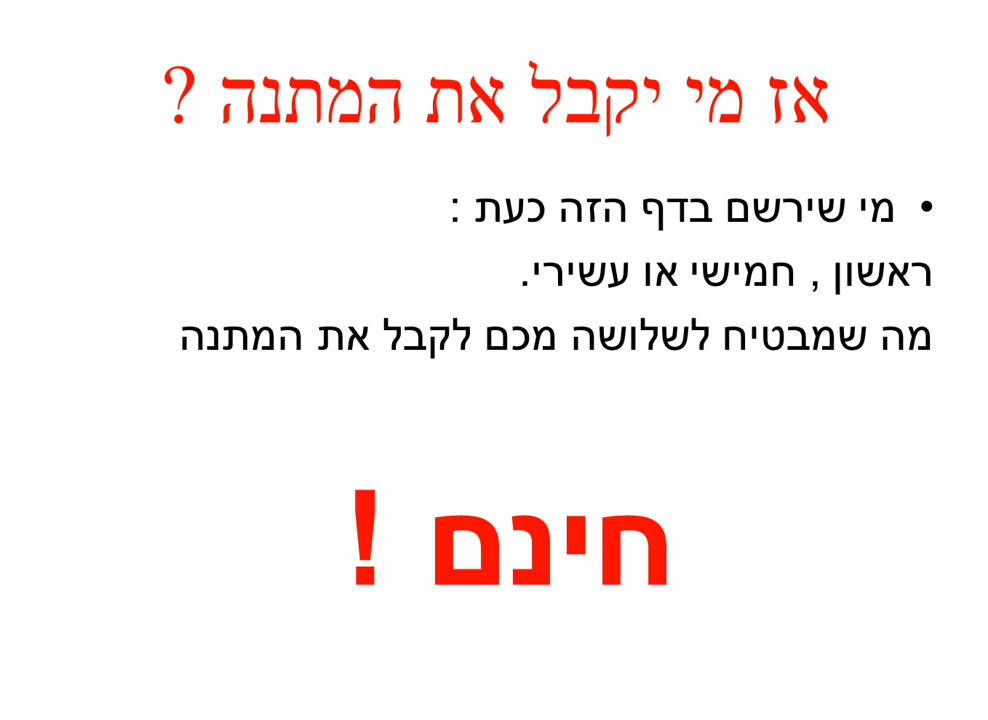 אז מי יקבל את המתנה ?
• מי שירשם בדף הזה כעת :
ראשון , חמישי או עשירי.
מה שמבטיח לשלושה מכם לקבל את המתנה
חינם !